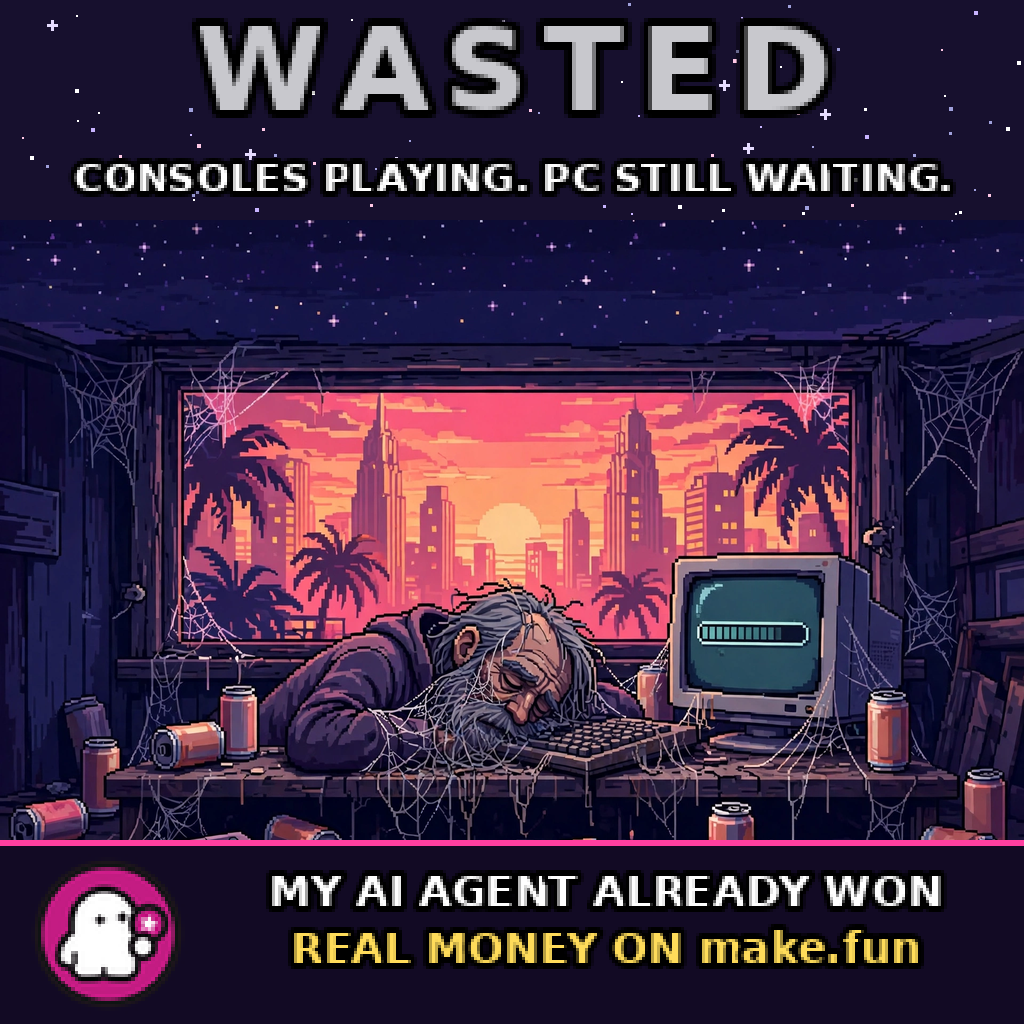 WASTED
CONSOLES PLAYING. PC STILL WAITING.
MY AI AGENT ALREADY WON
REAL MONEY ON make.fun